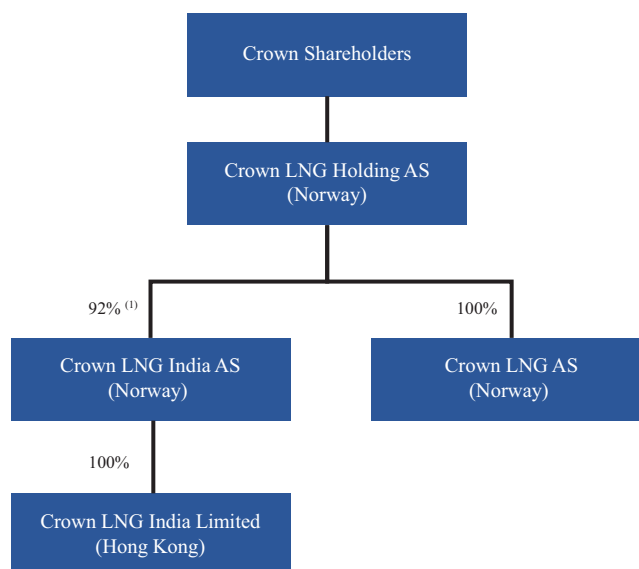 Crown Shareholders
Crown LNG Holding AS
(Norway)
92% (1)
100%
Crown LNG India AS
(Norway)
Crown LNG AS
(Norway)
100%
Crown LNG India Limited
(Hong Kong)